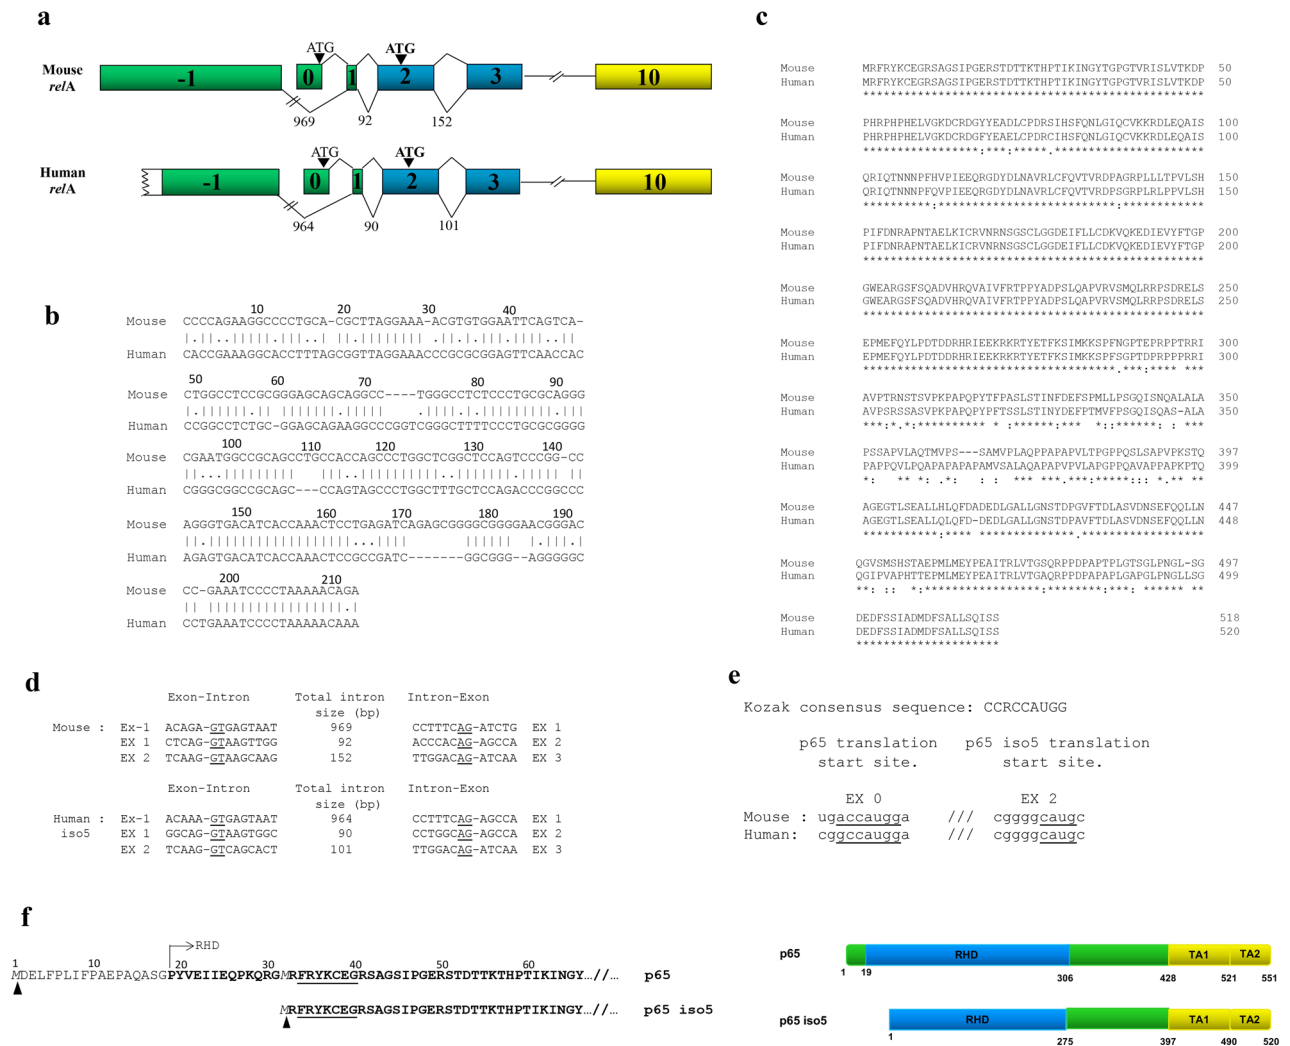 a
ATG ATG
Mouse relA -1 0 1 2 3 10
969 92 152
ATG ATG
Human relA -1 0 1 2 3 10
964 90 101
b
10 20 30 40
Mouse CCCCAGAAGGCCCCTGCA-CGCTTAGGAAA-ACGTGTGGAATTCAGTCA-
Human CACCGAAAGGCACCTTTAGCGGTTAGGAAACCCGCGCGGAGTTCAACCAC
50 60 70 80 90
Mouse CTGGCCTCCGCGGGAGCAGCAGGCC----TGGGCCTCTCCCTGCGCAGGG
Human CCGGCCTCTGC-GGAGCAGAAGGCCCGGTCGGGCTTTTCCCTGCGCGGGG
100 110 120 130 140
Mouse CGAATGGCCGCAGCCTGCCACCAGCCCTGGCTCGGCTCCAGTCCCGG-CC
Human CGGGCGGCCGCAGC---CCAGTAGCCCTGGCTTTGCTCCAGACCCGGCCC
150 160 170 180 190
Mouse AGGGTGACATCACCAAACTCCTGAGATCAGAGCGGGGCGGGGAACGGGAC
Human AGAGTGACATCACCAAACTCCGCCGATC-------GGCGGG--AGGGGGC
200 210
Mouse CC-GAAATCCCCTAAAAACAGA
Human CCTGAAATCCCCTAAAAACAAA
c
Mouse MRFRYKCEGRSAGSIPGERSTDTTKTHPTIKINGYTGPGTVRISLVTKDP 50
Human MRFRYKCEGRSAGSIPGERSTDTTKTHPTIKINGYTGPGTVRISLVTKDP 50
Mouse PHRPHPHELVGKDCRDGYYEADLCPDRSIHSFQNLGIQCVKKRDLEQAIS 100
Human PHRPHPHELVGKDCRDGFYEAELCPDRCIHSFQNLGIQCVKKRDLEQAIS 100
Mouse QRIQTNNNPFHVPIEEQRGDYDLNAVRLCFQVTVRDPAGRPLLLTPVLSH 150
Human QRIQTNNNPFQVPIEEQRGDYDLNAVRLCFQVTVRDPSGRPLRLPPVLSH 150
Mouse PIFDNRAPNTAELKICRVNRNSGSCLGGDEIFLLCDKVQKEDIEVYFTGP 200
Human PIFDNRAPNTAELKICRVNRNSGSCLGGDEIFLLCDKVQKEDIEVYFTGP 200
Mouse GWEARGSFSQADVHRQVAIVFRTPPYADPSLQAPVRVSMQLRRPSDRELS 250
Human GWEARGSFSQADVHRQVAIVFRTPPYADPSLQAPVRVSMQLRRPSDRELS 250
Mouse EPMEFQYLPDTDDRHRIEEKRKRTYETFKSIMKKSPFNGPTEPRPPTRRI 300
Human EPMEFQYLPDTDDRHRIEEKRKRTYETFKSIMKKSPFSGPTDPRPPPRRI 300
Mouse AVPTRNSTSVPKPAPQPYTFPASLSTINFDEFSPMLLPSGQISNQALALA 350
Human AVPSRSSASVPKPAPQPYPFTSSLSTINYDEFPTMVFPSGQISQAS-ALA 350
Mouse PSSAPVLAQTMVPS---SAMVPLAQPPAPAPVLTPGPPQSLSAPVPKSTQ 397
Human PAPPQVLPQAPAPAPAPAMVSALAQAPAPVPVLAPGPPQAVAPPAPKPTQ 399
Mouse AGEGTLSEALLHLQFDADEDLGALLGNSTDPGVFTDLASVDNSEFQQLLN 447
Human AGEGTLSEALLQLQFD-DEDLGALLGNSTDPAVFTDLASVDNSEFQQLLN 448
Mouse QGVSMSHSTAEPMLMEYPEAITRLVTGSQRPPDPAPTPLGTSGLPNGL-SG 497
Human QGIPVAPHTTEPMLMEYPEAITRLVTGAQRPPDPAPAPLGAPGLPNGLLSG 499
Mouse DEDFSSIADMDFSALLSQISS 518
Human DEDFSSIADMDFSALLSQISS 520
d
Exon-Intron Total intron size (bp) Intron-Exon
Mouse : Ex-1 ACAGA-GTGAGTAAT 969 CCTTTCAG-ATCTG EX 1
EX 1 CTCAG-GTAAGTTGG 92 ACCCACAG-AGCCA EX 2
EX 2 TCAAG-GTAAGCAAG 152 TTGGACAG-ATCAA EX 3
Exon-Intron Total intron size (bp) Intron-Exon
Human : Ex-1 ACAAA-GTGAGTAAT 964 CCTTTCAG-AGCCA EX 1
iso5 EX 1 GGCAG-GTAAGTGGC 90 CCTGGCAG-AGCCA EX 2
EX 2 TCAAG-GTCAGCACT 101 TTGGACAG-ATCAA EX 3
e
Kozak consensus sequence: CCRCCAUGG
p65 translation start site. p65 iso5 translation start site.
EX 0 EX 2
Mouse : ugaccaugga /// cggggcaugc
Human: cggccaugga /// cggggcaugc
f
RHD
1 10 20 30 40 50 60
MDELFPLIFPAEPAQASGPYVEIIEQPKQRGMRFRYKCEGRSAGSIPGERSTDTTKTHPTIKINGY...//... p65
MRFRYKCEGRSAGSIPGERSTDTTKTHPTIKINGY...//... p65 iso5
p65 RHD TA1 TA2
1 19 306 428 521 551
p65 iso5 RHD TA1 TA2
1 275 397 490 520